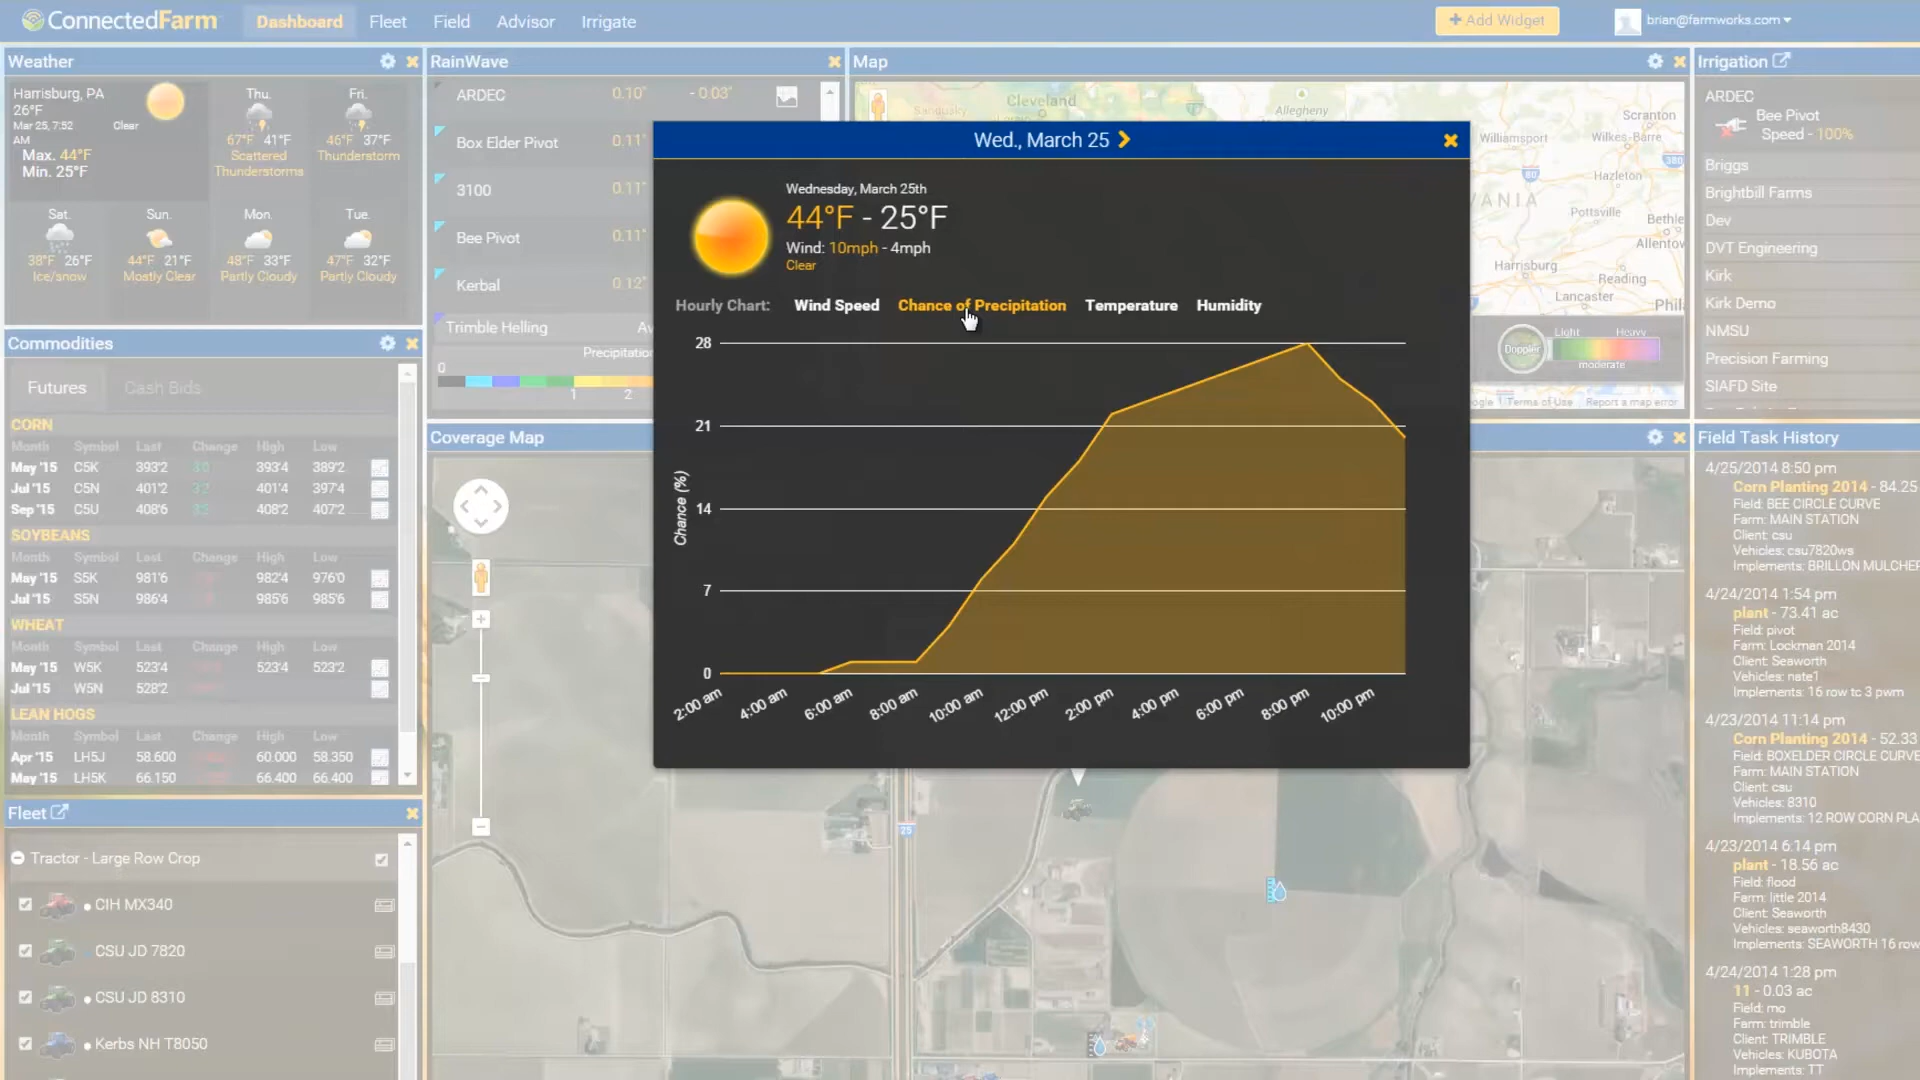 ConnectedFarm Dashboard Fleet Field Advisor Irrigate + Add Widget brian@farmworks.com
Weather
Harrisburg, PA
26°F
Mar 25, 7:52 AM
Clear
Max. 44°F
Min. 25°F
Thu.
67°F 41°F
Scattered
Thunderstorms
Fri.
46°F 37°F
Thunderstorm
Sat.
38°F 26°F
Ice/snow
Sun.
44°F 21°F
Mostly Clear
Mon.
48°F 33°F
Partly Cloudy
Tue.
47°F 32°F
Partly Cloudy
RainWave
ARDEC 0.10" - 0.03"
Box Elder Pivot 0.11"
3100 0.11"
Bee Pivot 0.11"
Kerbal 0.12"
Trimble Helling
Precipitation
0
1 2
Map
Sandusky
Cleveland
Allegheny
Williamsport
Scranton
Wilkes-Barre
380
80
Hazleton
VANIA
Pottsville
Bethle
Allento
Harrisburg
Reading
Lancaster
Phil
Doppler
Light Heavy
moderate
Terms of Use Report a map error
Wed., March 25
Wednesday, March 25th
44°F - 25°F
Wind: 10mph - 4mph
Clear
Hourly Chart: Wind Speed Chance of Precipitation Temperature Humidity
Chance (%)
28
21
14
7
0
2:00 am 4:00 am 6:00 am 8:00 am 10:00 am 12:00 pm 2:00 pm 4:00 pm 6:00 pm 8:00 pm 10:00 pm
Commodities
Futures Cash Bids
CORN
Month Symbol Last Change High Low
May '15 C5K 393'2 393'4 389'2
Jul '15 C5N 401'2 401'4 397'4
Sep '15 C5U 408'6 408'2 407'2
SOYBEANS
Month Symbol Last Change High Low
May '15 S5K 981'6 982'4 976'0
Jul '15 S5N 986'4 985'6 985'6
WHEAT
Month Symbol Last Change High Low
May '15 W5K 523'4 523'4 523'2
Jul '15 W5N 528'2
LEAN HOGS
Month Symbol Last Change High Low
Apr '15 LH5J 58.600 60.000 58.350
May '15 LH5K 66.150 66.400 66.400
Fleet
Tractor - Large Row Crop
CIH MX340
CSU JD 7820
CSU JD 8310
Kerbs NH T8050
Coverage Map
25
Irrigation
ARDEC
Bee Pivot
Speed - 100%
Briggs
Brightbill Farms
Dev
DVT Engineering
Kirk
Kirk Demo
NMSU
Precision Farming
SIAFD Site
Field Task History
4/25/2014 8:50 pm
Corn Planting 2014 - 84.25
Field: BEE CIRCLE CURVE
Farm: MAIN STATION
Client: csu
Vehicles: csu7820ws
Implements: BRILLON MULCHER
4/24/2014 1:54 pm
plant - 73.41 ac
Field: pivot
Farm: Lockman 2014
Client: Seaworth
Vehicles: nate1
Implements: 16 row tc 3 pwm
4/23/2014 11:14 pm
Corn Planting 2014 - 52.33
Field: BOXELDER CIRCLE CURVE
Farm: MAIN STATION
Client: csu
Vehicles: 8310
Implements: 12 ROW CORN PLA
4/23/2014 6:14 pm
plant - 18.56 ac
Field: flood
Farm: little 2014
Client: Seaworth
Vehicles: seaworth8430
Implements: SEAWORTH 16 row
4/24/2014 1:28 pm
11 - 0.03 ac
Field: mo
Farm: trimble
Client: TRIMBLE
Vehicles: KUBOTA
Implements: TT